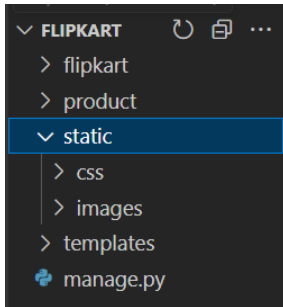 FLIPKART
flipkart
product
static
css
images
templates
manage.py